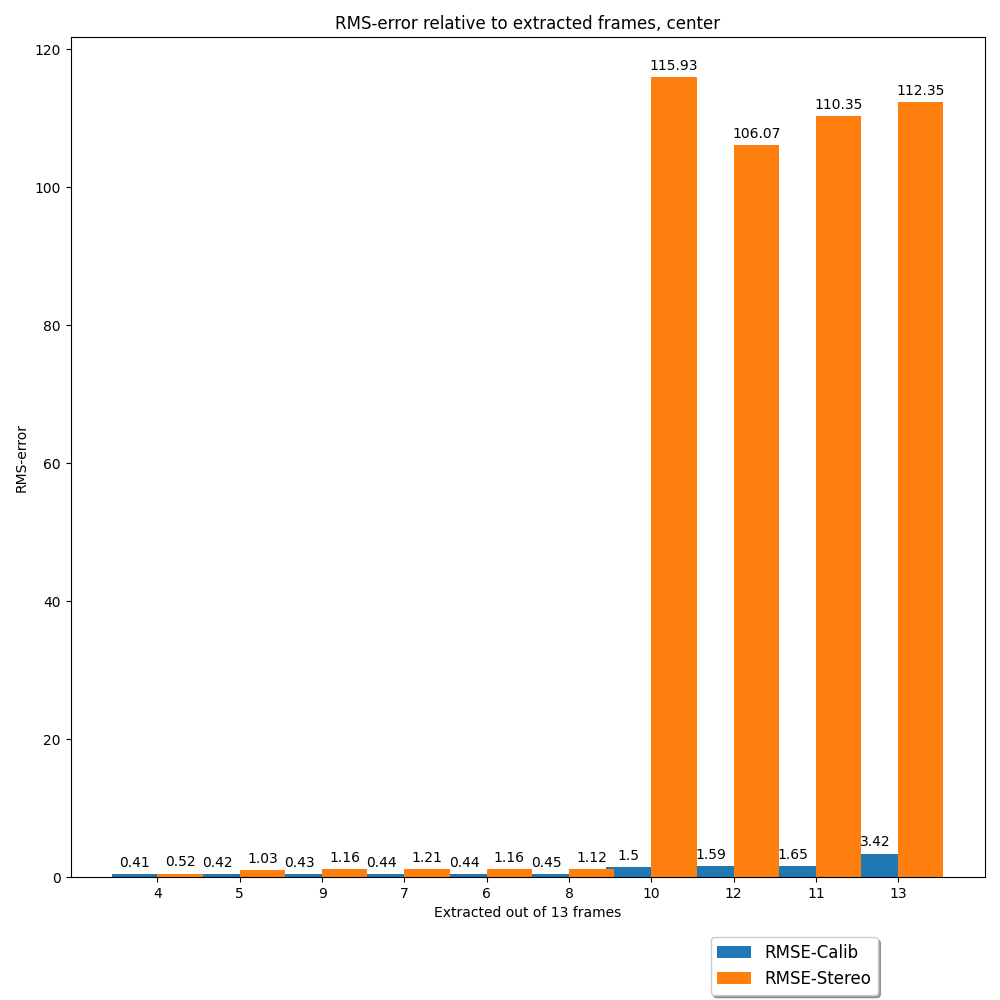 RMS-error relative to extracted frames, center
120
100
80
60
40
20
0
RMS-error
0.41 0.52 0.42 1.03 0.43 1.16 0.44 1.21 0.44 1.16 0.45 1.12 1.5 115.93 1.59 106.07 1.65 110.35 3.42 112.35
4 5 9 7 6 8 10 12 11 13
Extracted out of 13 frames
RMSE-Calib
RMSE-Stereo